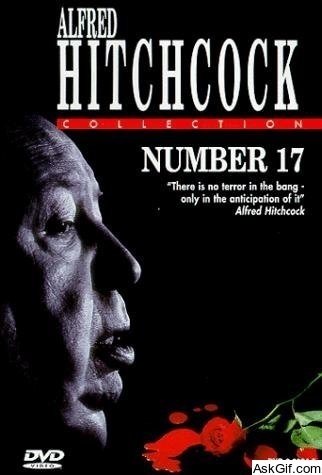 ALFRED
HITCHCOCK
COLLECTION
NUMBER 17
"There is no terror in the bang -
only in the anticipation of it"
Alfred Hitchcock
DVD
VIDEO
AskGif.com